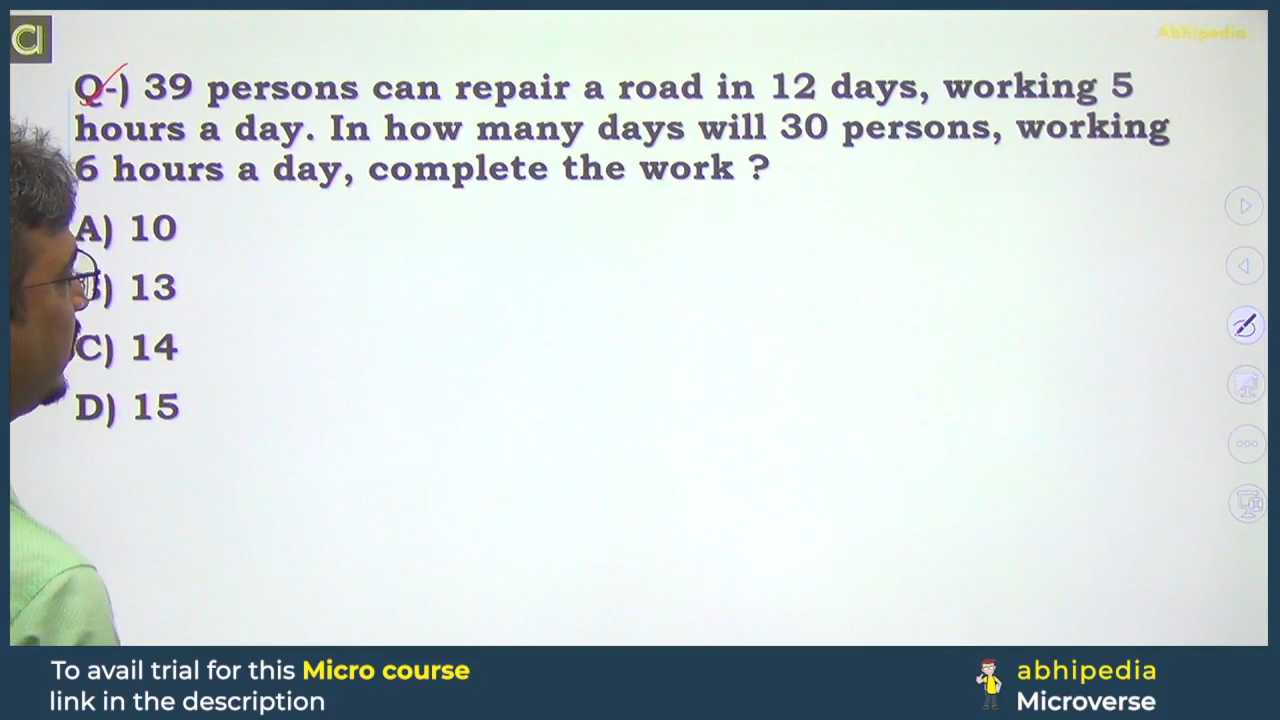 a
Abhipedia
Q-) 39 persons can repair a road in 12 days, working 5
hours a day. In how many days will 30 persons, working
6 hours a day, complete the work ?
A) 10
B) 13
C) 14
D) 15
To avail trial for this Micro course
link in the description
abhipedia
Microverse